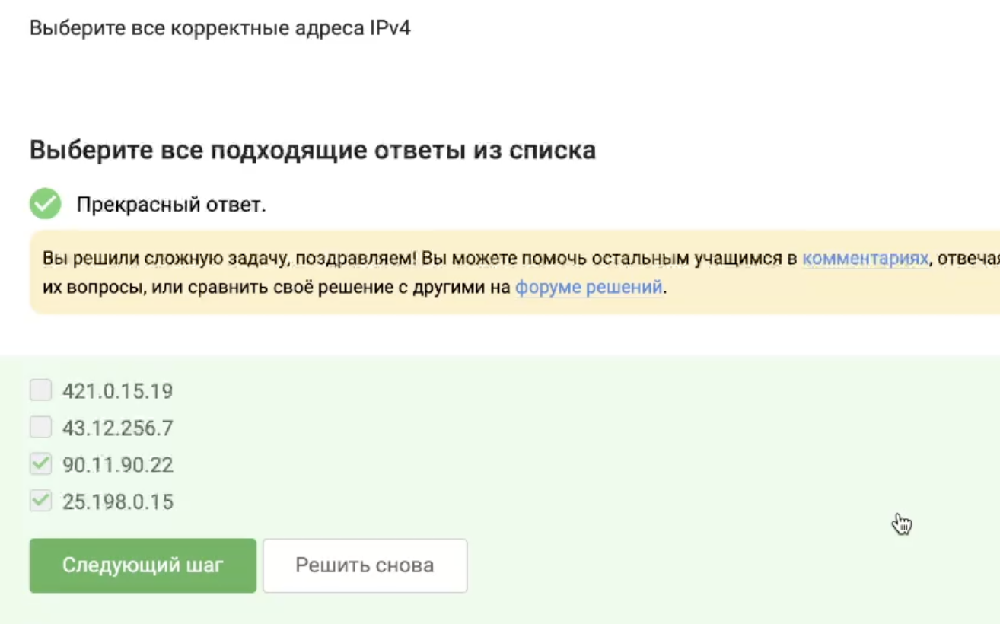 Выберите все корректные адреса IPv4
Выберите все подходящие ответы из списка
Прекрасный ответ.
Вы решили сложную задачу, поздравляем! Вы можете помочь остальным учащимся в комментариях, отвечая
их вопросы, или сравнить своё решение с другими на форуме решений.
421.0.15.19
43.12.256.7
90.11.90.22
25.198.0.15
Следующий шаг
Решить снова